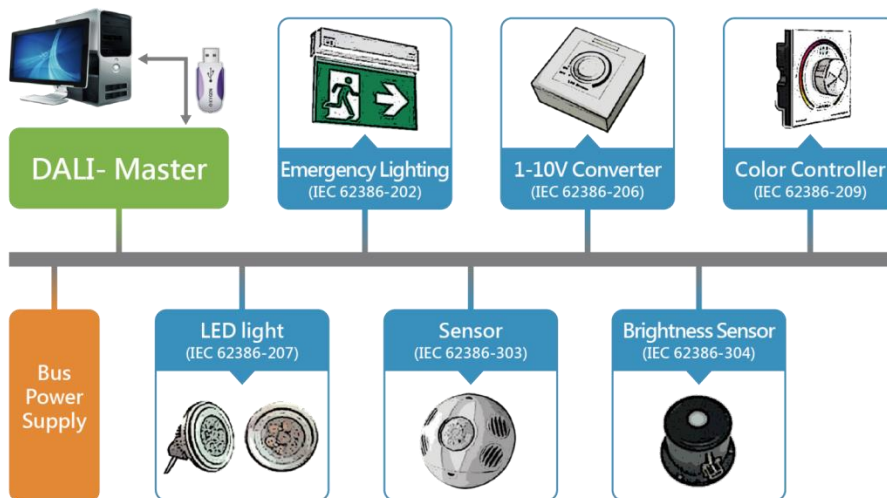 DALI- Master
Emergency Lighting
(IEC 62386-202)
1-10V Converter
(IEC 62386-206)
Color Controller
(IEC 62386-209)
Bus
Power
Supply
LED light
(IEC 62386-207)
Sensor
(IEC 62386-303)
Brightness Sensor
(IEC 62386-304)